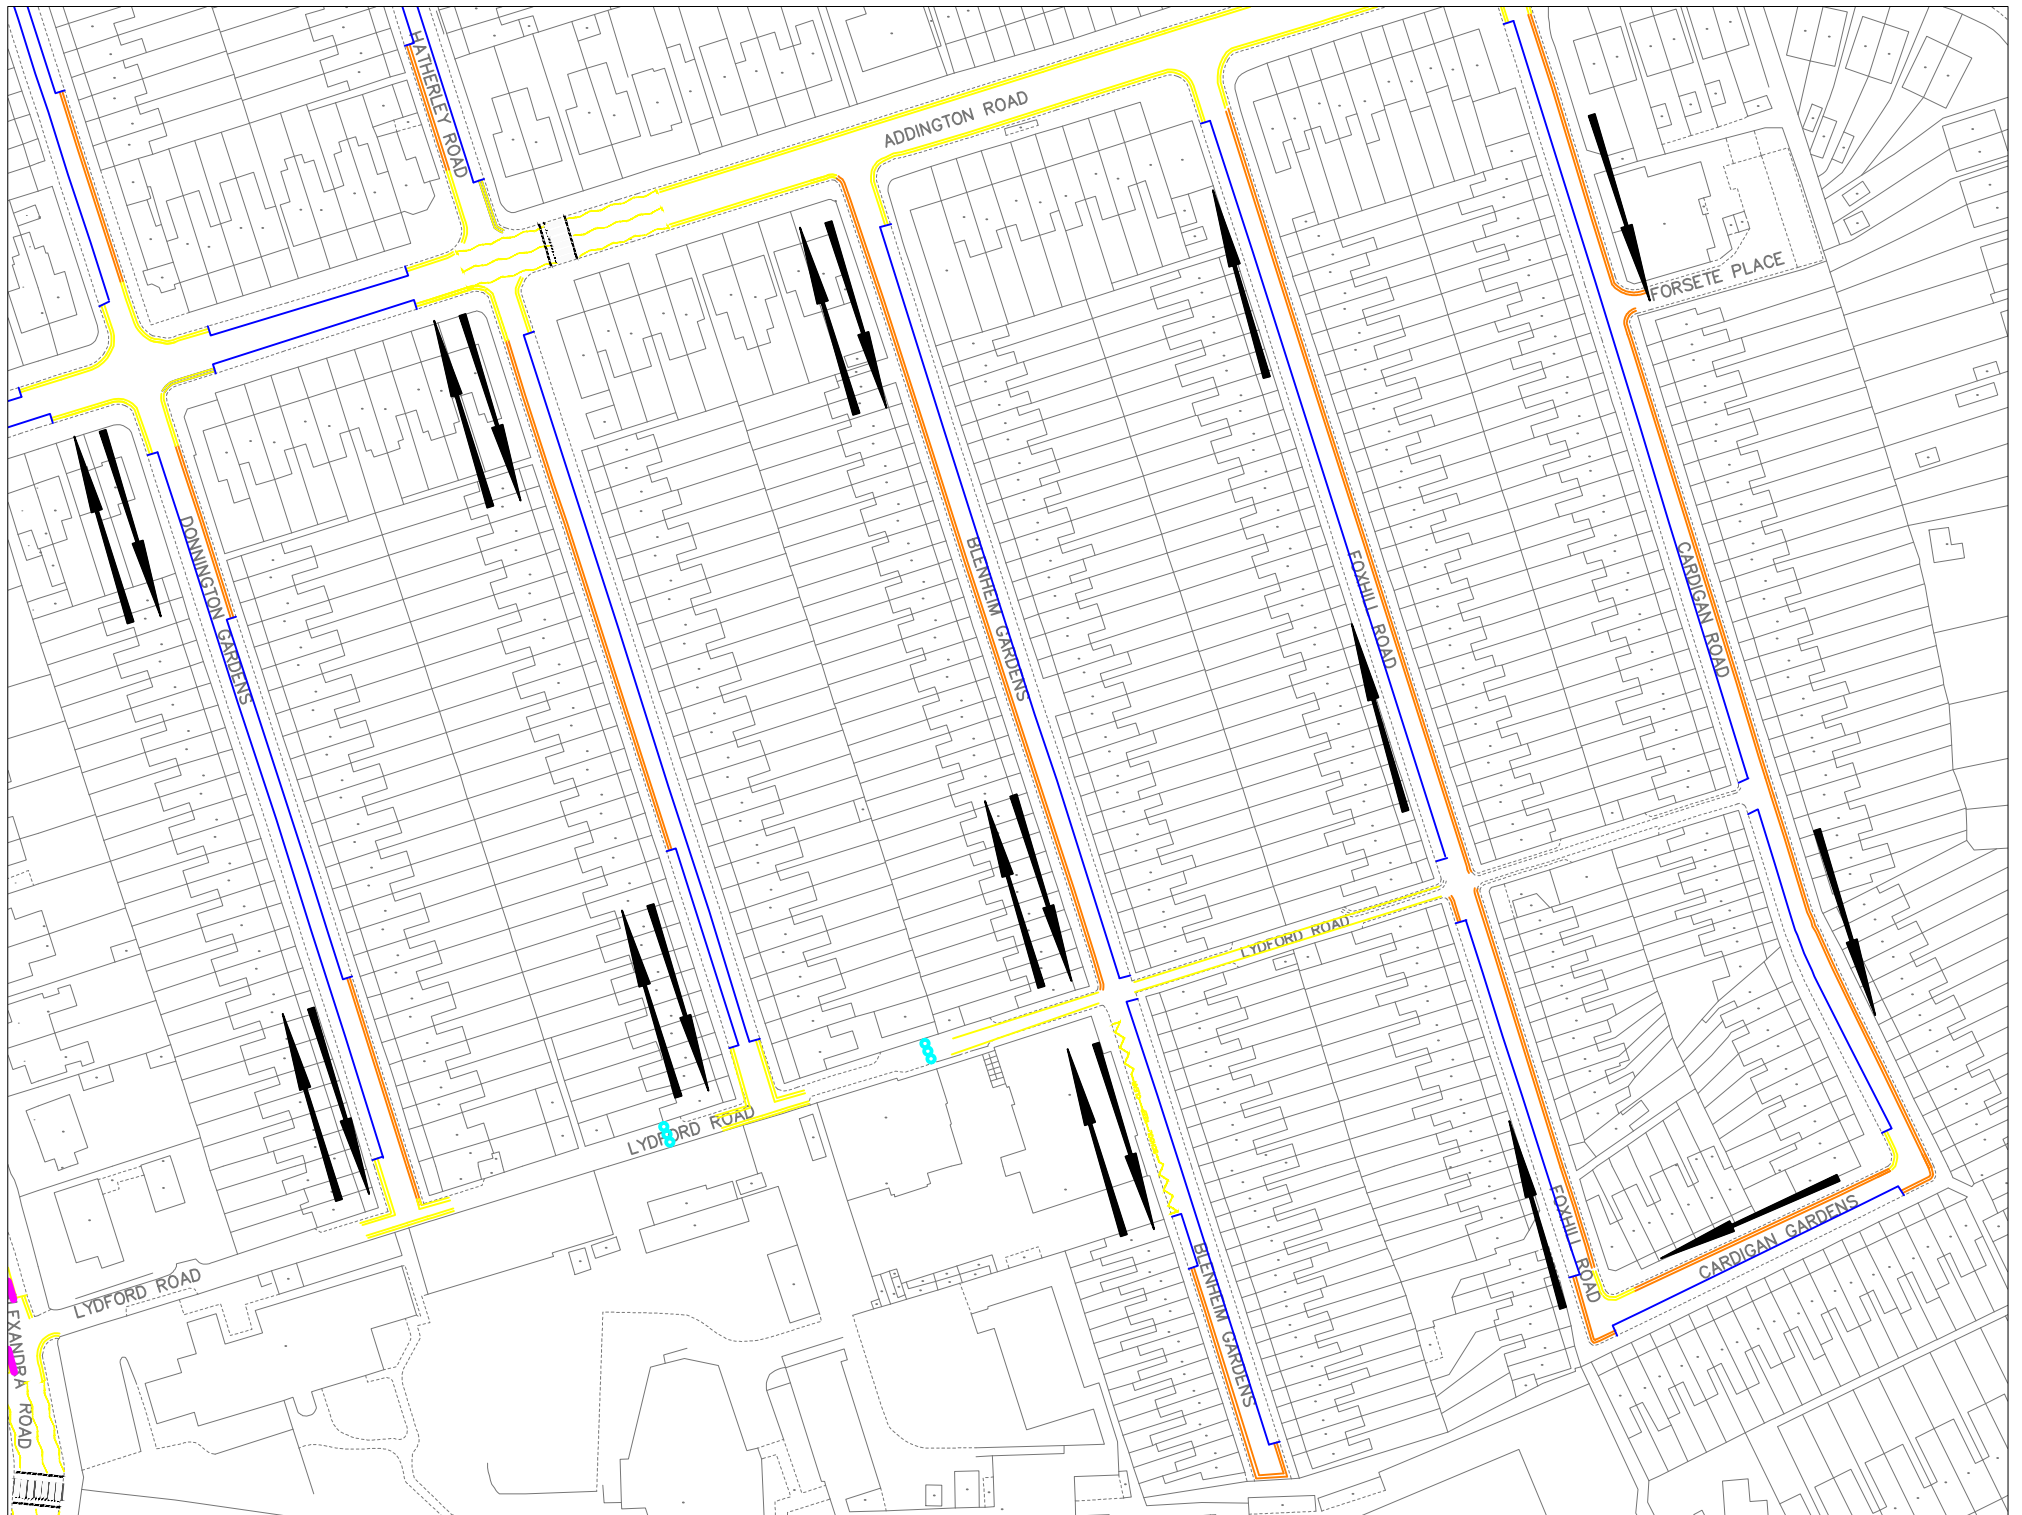 HATHERLEY ROAD
ADDINGTON ROAD
FORSETE PLACE
DONNINGTON GARDENS
BLENHEIM GARDENS
FOXHILL ROAD
CARDIGAN ROAD
LYDFORD ROAD
LYDFORD ROAD
LYDFORD ROAD
EXANDRA ROAD
BLENHEIM GARDENS
FOXHILL ROAD
CARDIGAN GARDENS